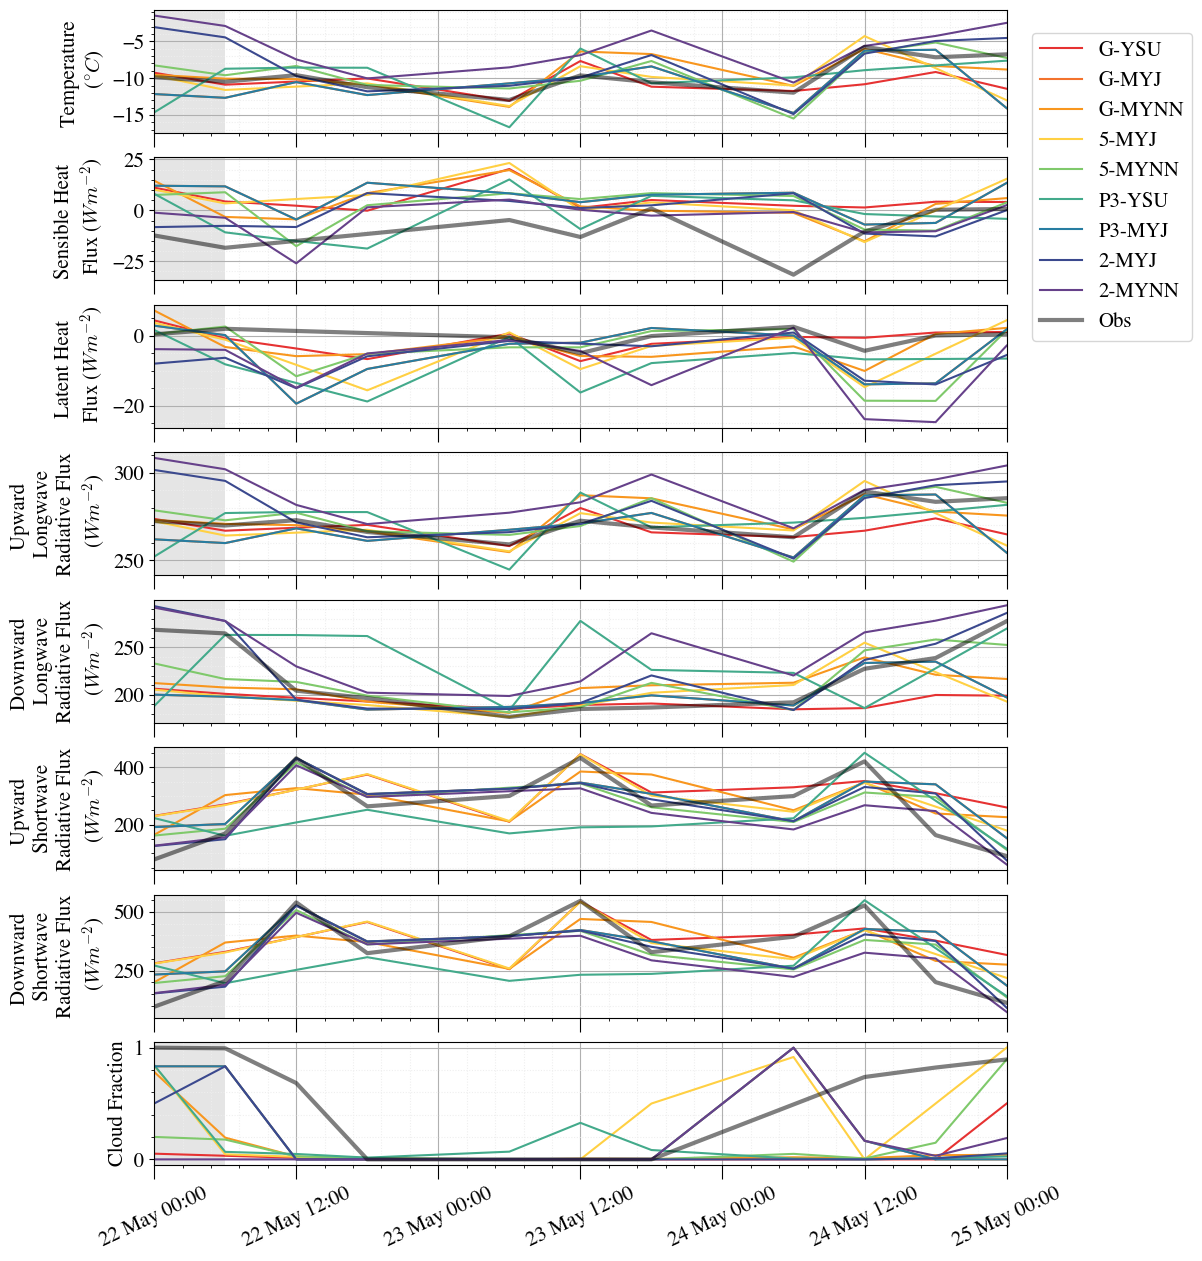 Temperature
(°C)
−5
−10
−15
Sensible Heat
Flux (Wm⁻²)
25
0
−25
Latent Heat
Flux (Wm⁻²)
0
−20
Upward
Longwave
Radiative Flux
(Wm⁻²)
300
250
Downward
Longwave
Radiative Flux
(Wm⁻²)
250
200
Upward
Shortwave
Radiative Flux
(Wm⁻²)
400
200
Downward
Shortwave
Radiative Flux
(Wm⁻²)
500
250
Cloud Fraction
1
0
22 May 00:00
22 May 12:00
23 May 00:00
23 May 12:00
24 May 00:00
24 May 12:00
25 May 00:00
G-YSU
G-MYJ
G-MYNN
5-MYJ
5-MYNN
P3-YSU
P3-MYJ
2-MYJ
2-MYNN
Obs